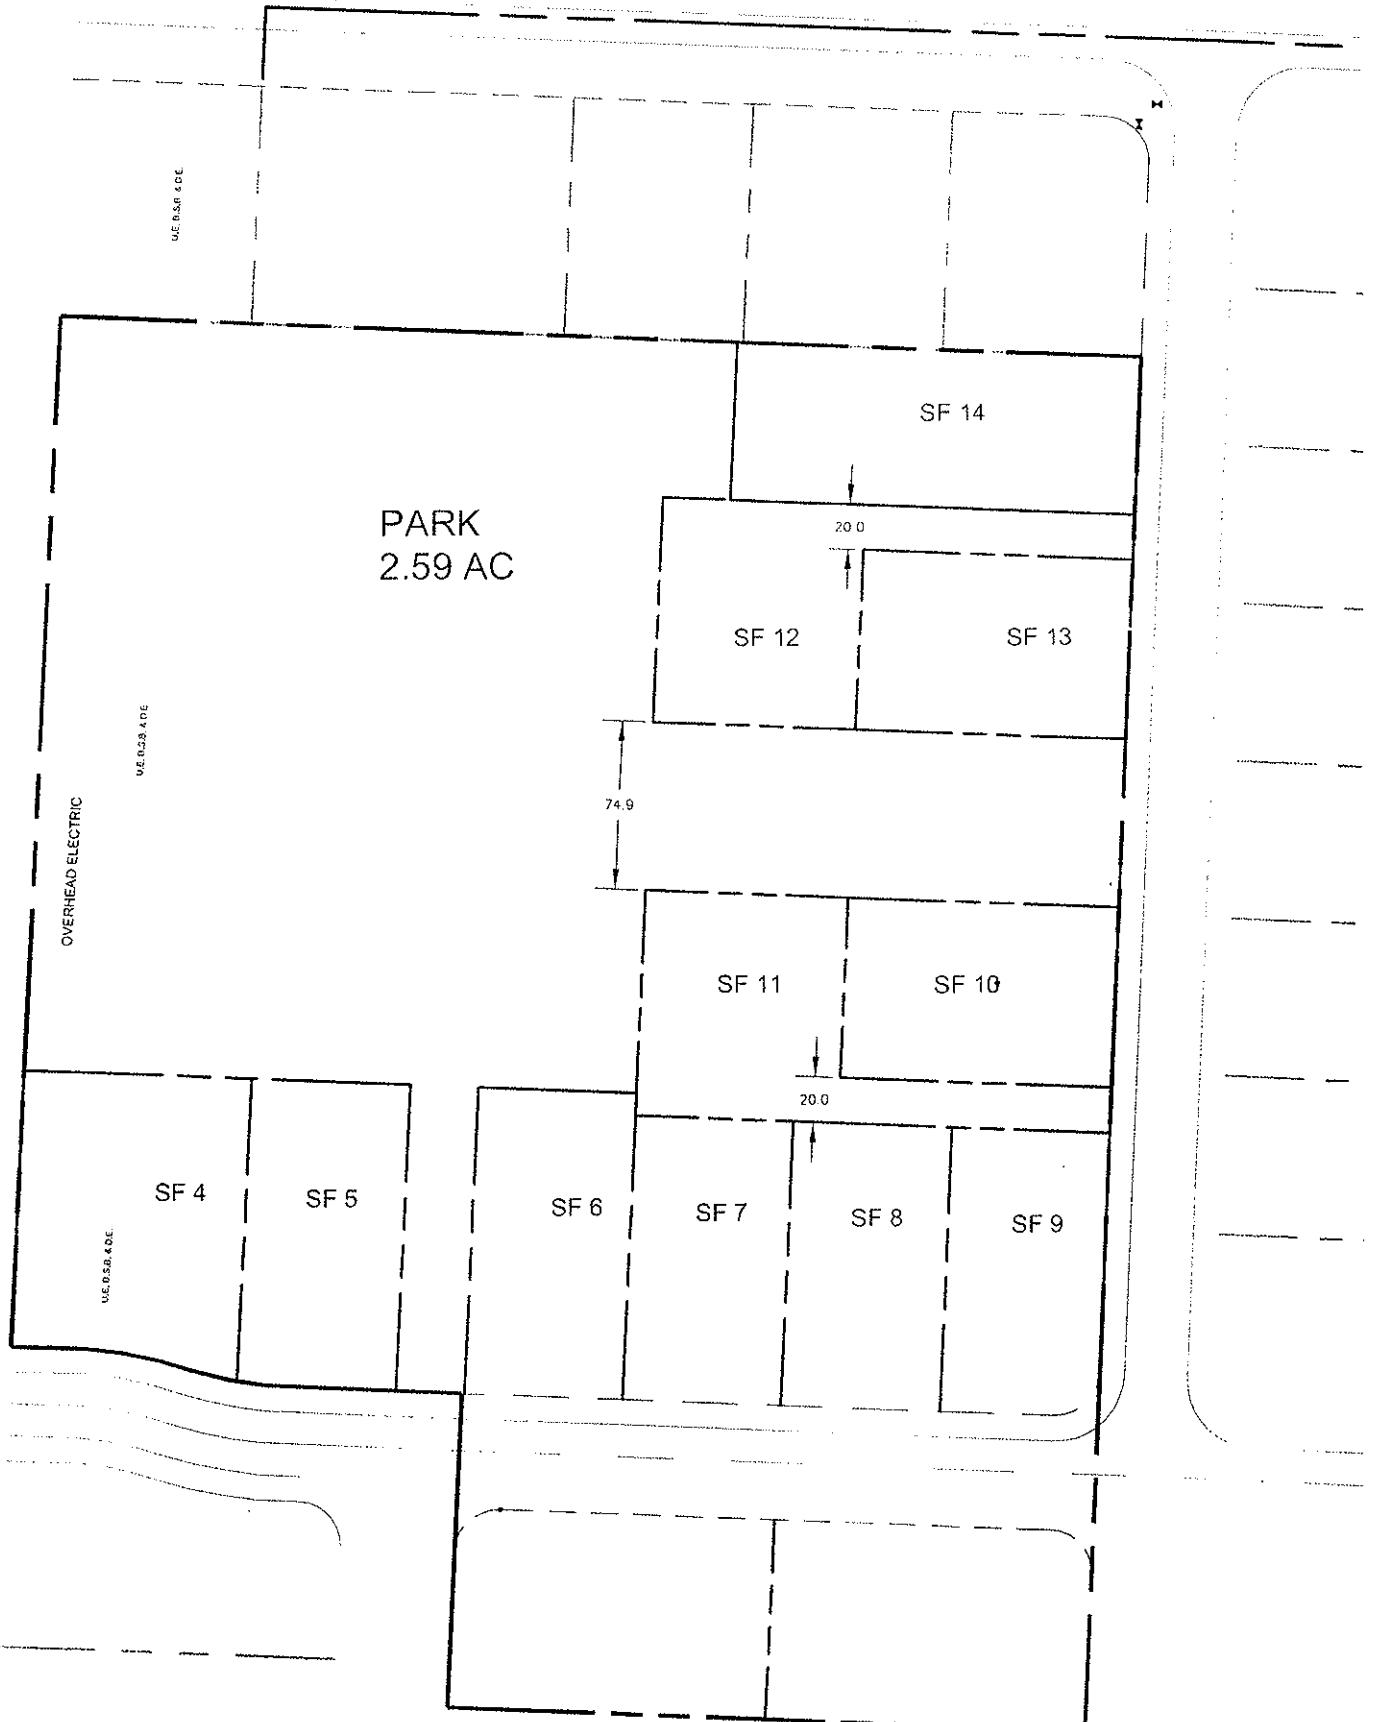 U.E. B.S.B. & D.E.
SF 14
PARK
2.59 AC
20.0
SF 12
SF 13
U.E. B.S.B. & D.E.
74.9
OVERHEAD ELECTRIC
SF 11
SF 10
20.0
SF 4
SF 5
SF 6
SF 7
SF 8
SF 9
U.E. B.S.B. & D.E.